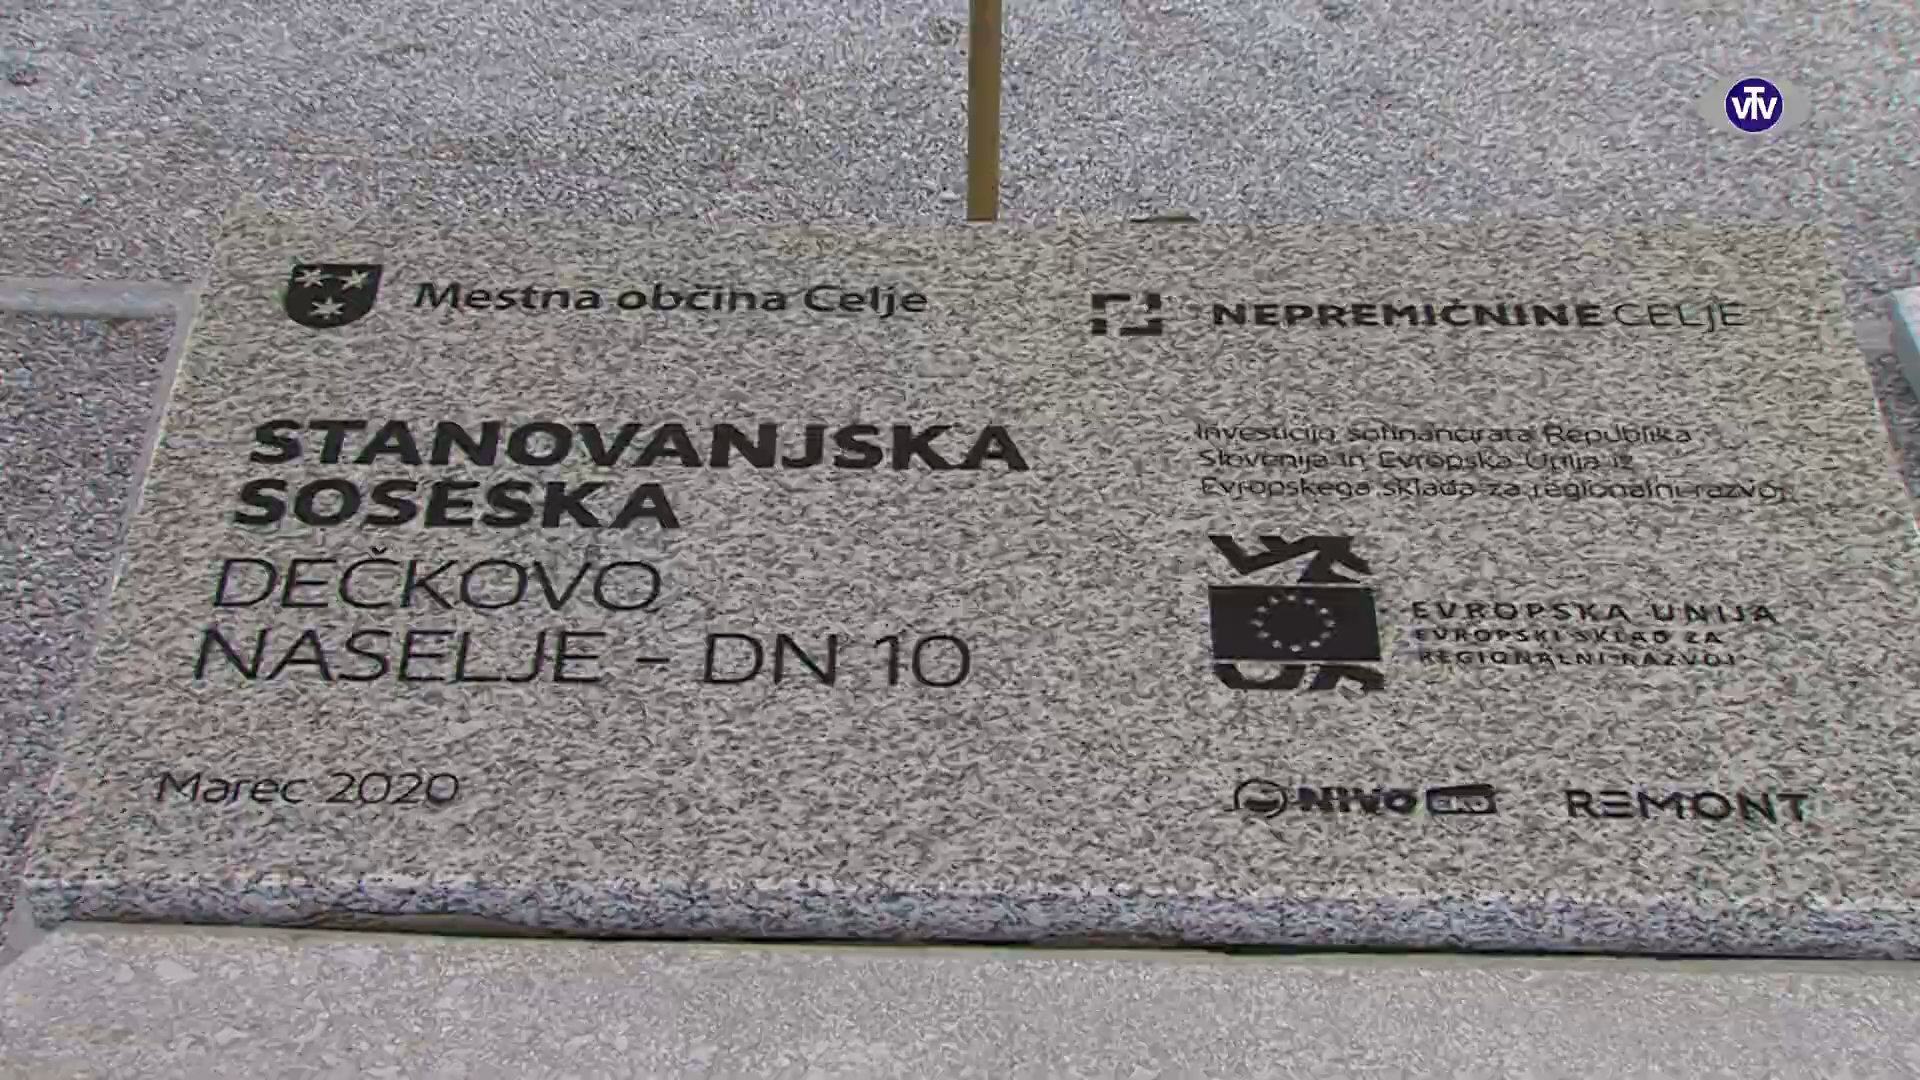 VTV
Mestna občina Celje
NEPREMIČNINE CELJE
STANOVANJSKA
SOSESKA
DEČKOVO
NASELJE - DN 10
Marec 2020
Investicijo sofinancirata Republika
Slovenija in Evropska Unija iz
Evropskega sklada za regionalni razvoj
EVROPSKA UNIJA
EVROPSKI SKLAD ZA
REGIONALNI RAZVOJ
NIVO EKO
REMONT